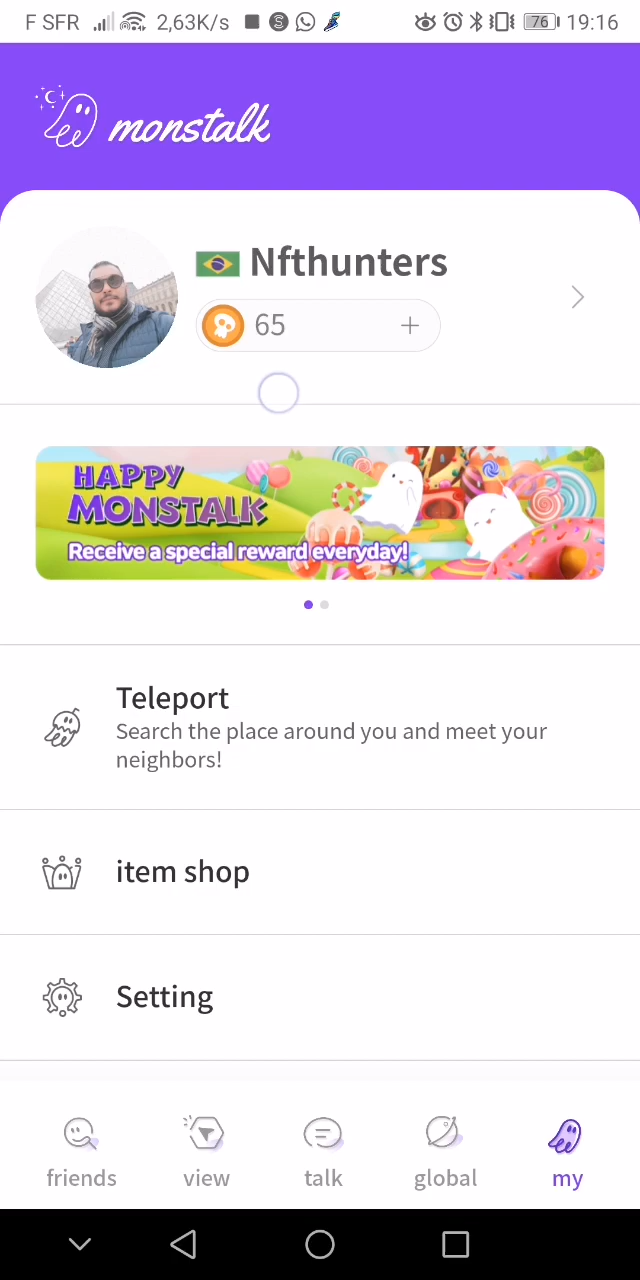 F SFR 2,63K/s S 76 19:16
monstalk
Nfthunters
65 +
HAPPY
MONSTALK
Receive a special reward everyday!
Teleport
Search the place around you and meet your
neighbors!
item shop
Setting
friends view talk global my